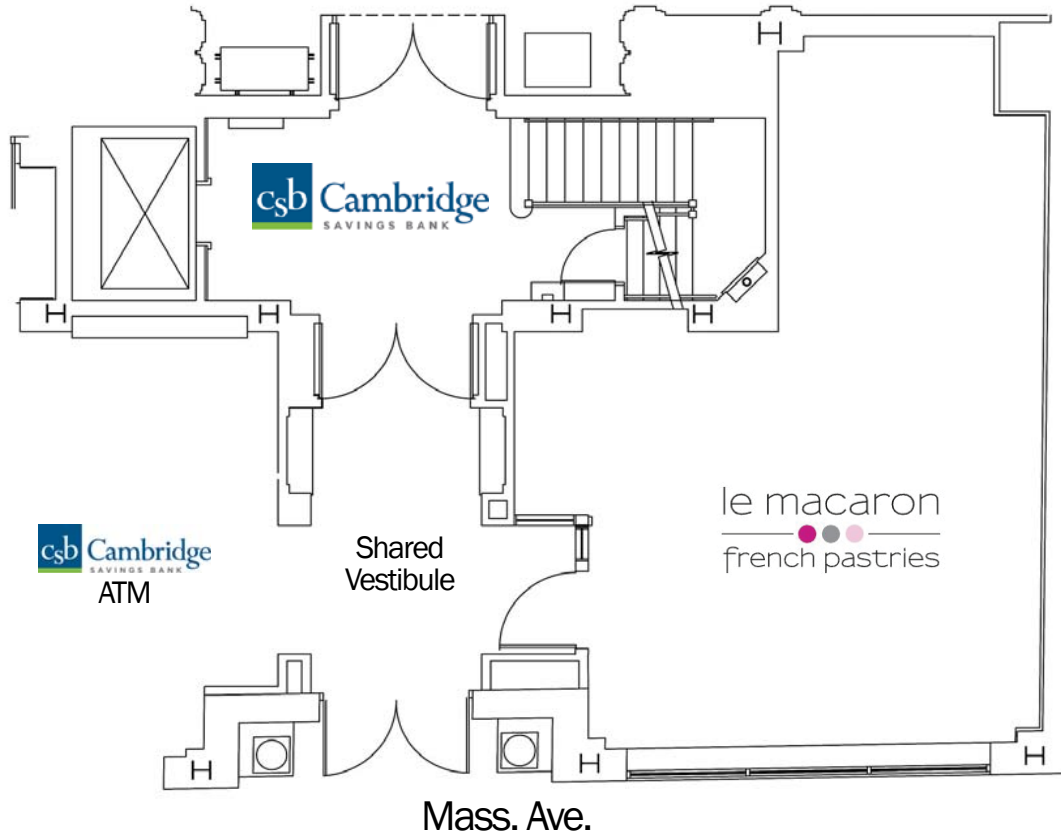 csb Cambridge
SAVINGS BANK
le macaron
french pastries
csb Cambridge
SAVINGS BANK
ATM
Shared
Vestibule
Mass. Ave.